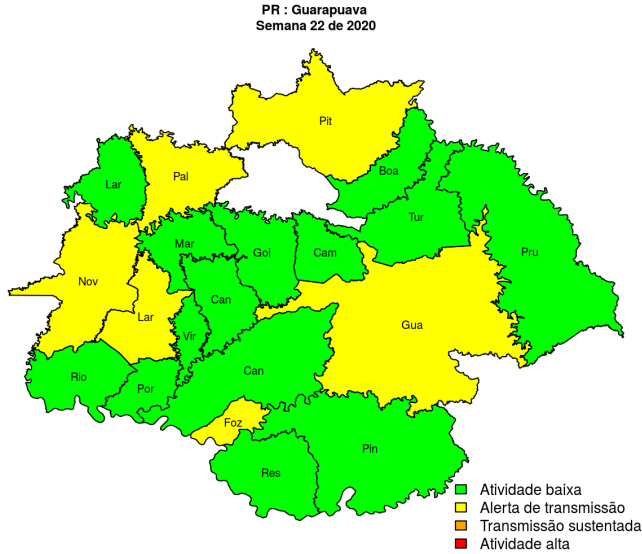 PR : Guarapuava
Semana 22 de 2020
Pit
Boa
Lar
Pal
Tur
Mar
Goi
Cam
Pru
Nov
Can
Lar
Gua
Vir
Can
Rio
Por
Foz
Pin
Res
Atividade baixa
Alerta de transmissão
Transmissão sustentada
Atividade alta